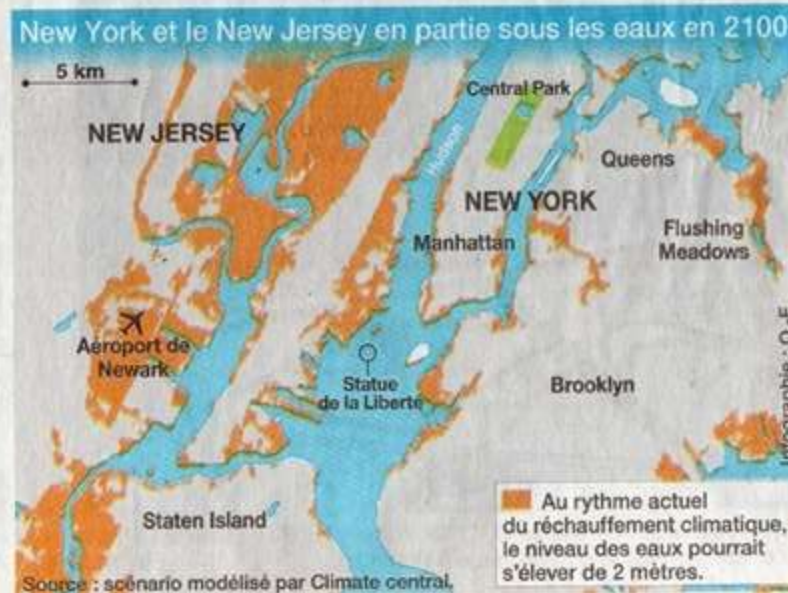 New York et le New Jersey en partie sous les eaux en 2100
5 km
Central Park
NEW JERSEY
Hudson
Queens
NEW YORK
Manhattan
Flushing
Meadows
Aéroport de
Newark
Statue
de la Liberté
Brooklyn
Infographie : O.-F.
Staten Island
Au rythme actuel
du réchauffement climatique,
le niveau des eaux pourrait
s'élever de 2 mètres.
Source : scénario modélisé par Climate central.